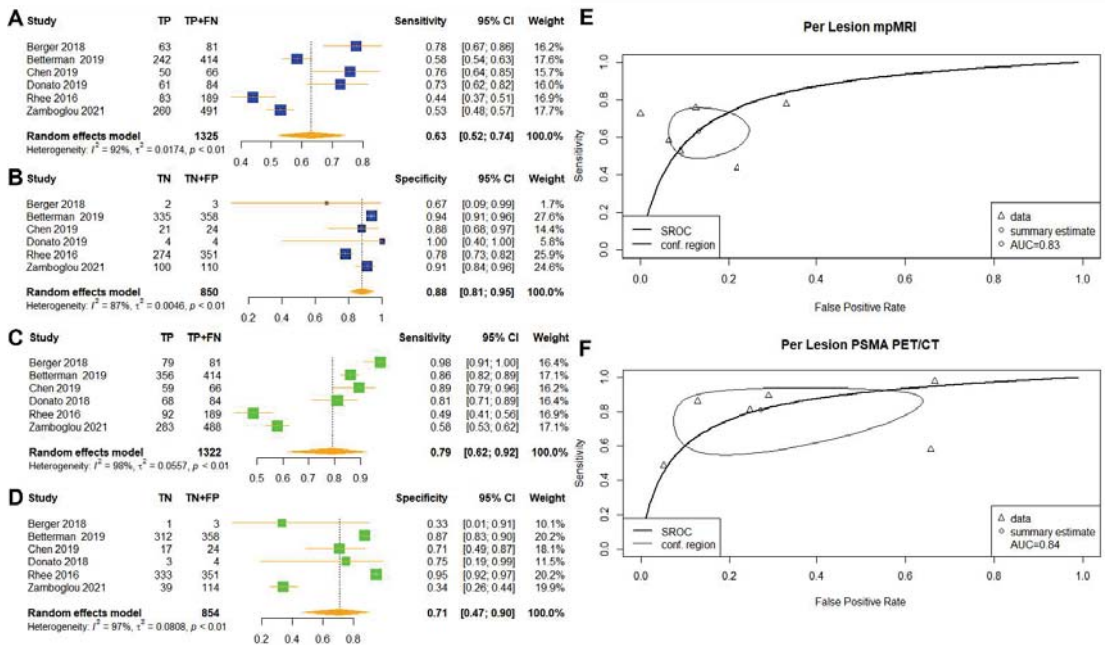 A Study TP TP+FN Sensitivity 95% CI Weight
Berger 2018 63 81 0.78 [0.67; 0.86] 16.2%
Betterman 2019 242 414 0.58 [0.54; 0.63] 17.6%
Chen 2019 50 66 0.76 [0.64; 0.85] 15.7%
Donato 2019 61 84 0.73 [0.62; 0.82] 16.0%
Rhee 2016 83 189 0.44 [0.37; 0.51] 16.9%
Zamboglou 2021 260 491 0.53 [0.48; 0.57] 17.7%
Random effects model 1325 0.63 [0.52; 0.74] 100.0%
Heterogeneity: I² = 92%, τ² = 0.0174, p < 0.01
0.4 0.5 0.6 0.7 0.8
B Study TN TN+FP Specificity 95% CI Weight
Berger 2018 2 3 0.67 [0.09; 0.99] 1.7%
Betterman 2019 335 358 0.94 [0.91; 0.96] 27.6%
Chen 2019 21 24 0.88 [0.68; 0.97] 14.4%
Donato 2019 4 4 1.00 [0.40; 1.00] 5.8%
Rhee 2016 274 351 0.78 [0.73; 0.82] 25.9%
Zamboglou 2021 100 110 0.91 [0.84; 0.96] 24.6%
Random effects model 850 0.88 [0.81; 0.95] 100.0%
Heterogeneity: I² = 87%, τ² = 0.0046, p < 0.01
0.2 0.4 0.6 0.8 1
C Study TP TP+FN Sensitivity 95% CI Weight
Berger 2018 79 81 0.98 [0.91; 1.00] 16.4%
Betterman 2019 356 414 0.86 [0.82; 0.89] 17.1%
Chen 2019 59 66 0.89 [0.79; 0.96] 16.2%
Donato 2018 68 84 0.81 [0.71; 0.89] 16.4%
Rhee 2016 92 189 0.49 [0.41; 0.56] 16.9%
Zamboglou 2021 283 488 0.58 [0.53; 0.62] 17.1%
Random effects model 1322 0.79 [0.62; 0.92] 100.0%
Heterogeneity: I² = 98%, τ² = 0.0557, p < 0.01
0.5 0.6 0.7 0.8 0.9
D Study TN TN+FP Specificity 95% CI Weight
Berger 2018 1 3 0.33 [0.01; 0.91] 10.1%
Betterman 2019 312 358 0.87 [0.83; 0.90] 20.2%
Chen 2019 17 24 0.71 [0.49; 0.87] 18.1%
Donato 2018 3 4 0.75 [0.19; 0.99] 11.5%
Rhee 2016 333 351 0.95 [0.92; 0.97] 20.2%
Zamboglou 2021 39 114 0.34 [0.26; 0.44] 19.9%
Random effects model 854 0.71 [0.47; 0.90] 100.0%
Heterogeneity: I² = 97%, τ² = 0.0808, p < 0.01
0.2 0.4 0.6 0.8
E
Per Lesion mpMRI
Sensitivity
1.0
0.8
0.6
0.4
0.2
0.0
SROC
conf. region
data
summary estimate
AUC=0.83
0.0 0.2 0.4 0.6 0.8 1.0
False Positive Rate
F
Per Lesion PSMA PET/CT
Sensitivity
1.0
0.8
0.6
0.4
0.2
0.0
SROC
conf. region
data
summary estimate
AUC=0.84
0.0 0.2 0.4 0.6 0.8 1.0
False Positive Rate